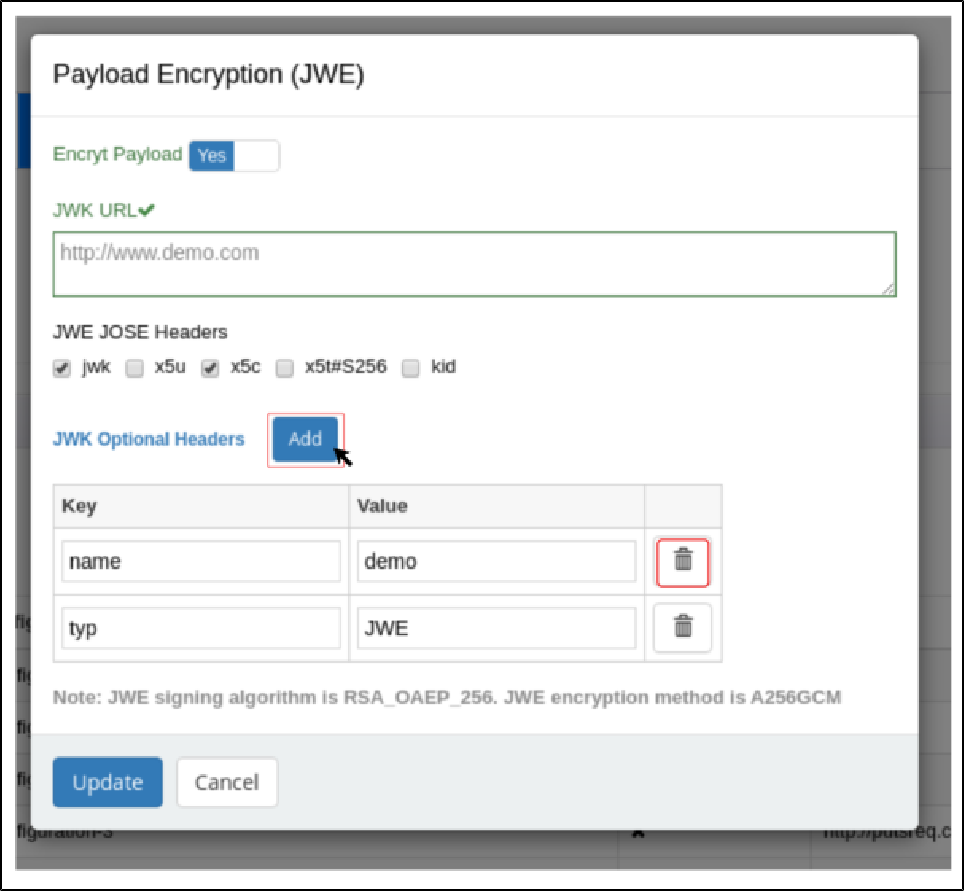 Payload Encryption (JWE)
Encryt Payload Yes
JWK URL
http://www.demo.com
JWE JOSE Headers
jwk x5u x5c x5t#S256 kid
JWK Optional Headers Add
Key Value
name demo
typ JWE
Note: JWE signing algorithm is RSA_OAEP_256. JWE encryption method is A256GCM
Update Cancel
figuration-3 http://putsreq.c